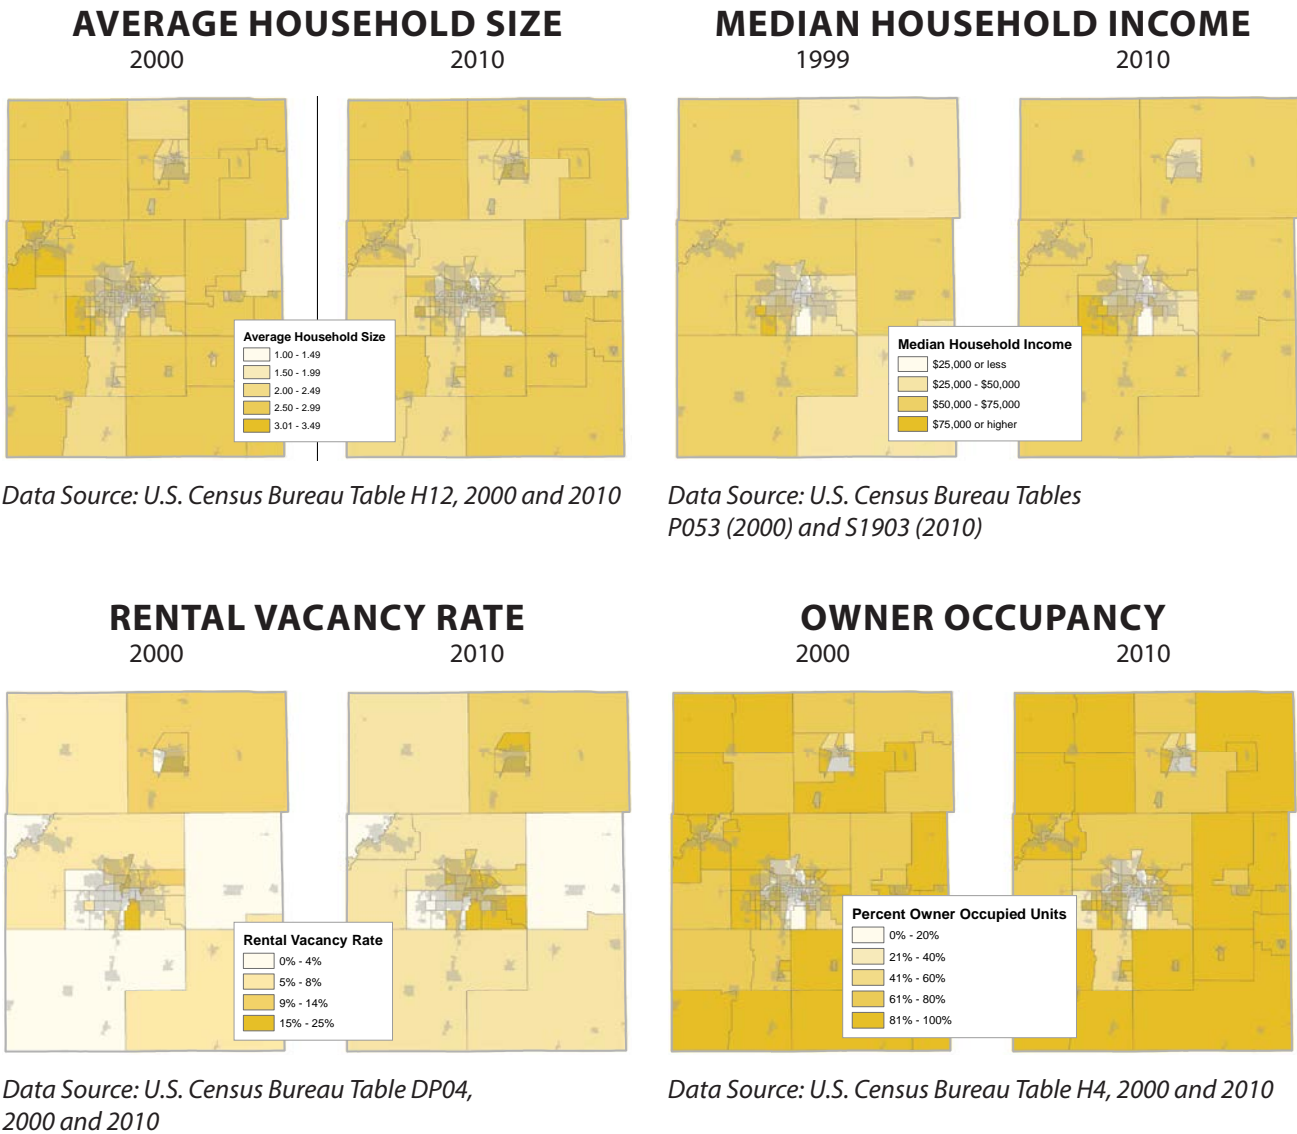 AVERAGE HOUSEHOLD SIZE
2000
2010
Average Household Size
1.00 - 1.49
1.50 - 1.99
2.00 - 2.49
2.50 - 2.99
3.01 - 3.49
Data Source: U.S. Census Bureau Table H12, 2000 and 2010
MEDIAN HOUSEHOLD INCOME
1999
2010
Median Household Income
$25,000 or less
$25,000 - $50,000
$50,000 - $75,000
$75,000 or higher
Data Source: U.S. Census Bureau Tables
P053 (2000) and S1903 (2010)
RENTAL VACANCY RATE
2000
2010
Rental Vacancy Rate
0% - 4%
5% - 8%
9% - 14%
15% - 25%
Data Source: U.S. Census Bureau Table DP04,
2000 and 2010
OWNER OCCUPANCY
2000
2010
Percent Owner Occupied Units
0% - 20%
21% - 40%
41% - 60%
61% - 80%
81% - 100%
Data Source: U.S. Census Bureau Table H4, 2000 and 2010